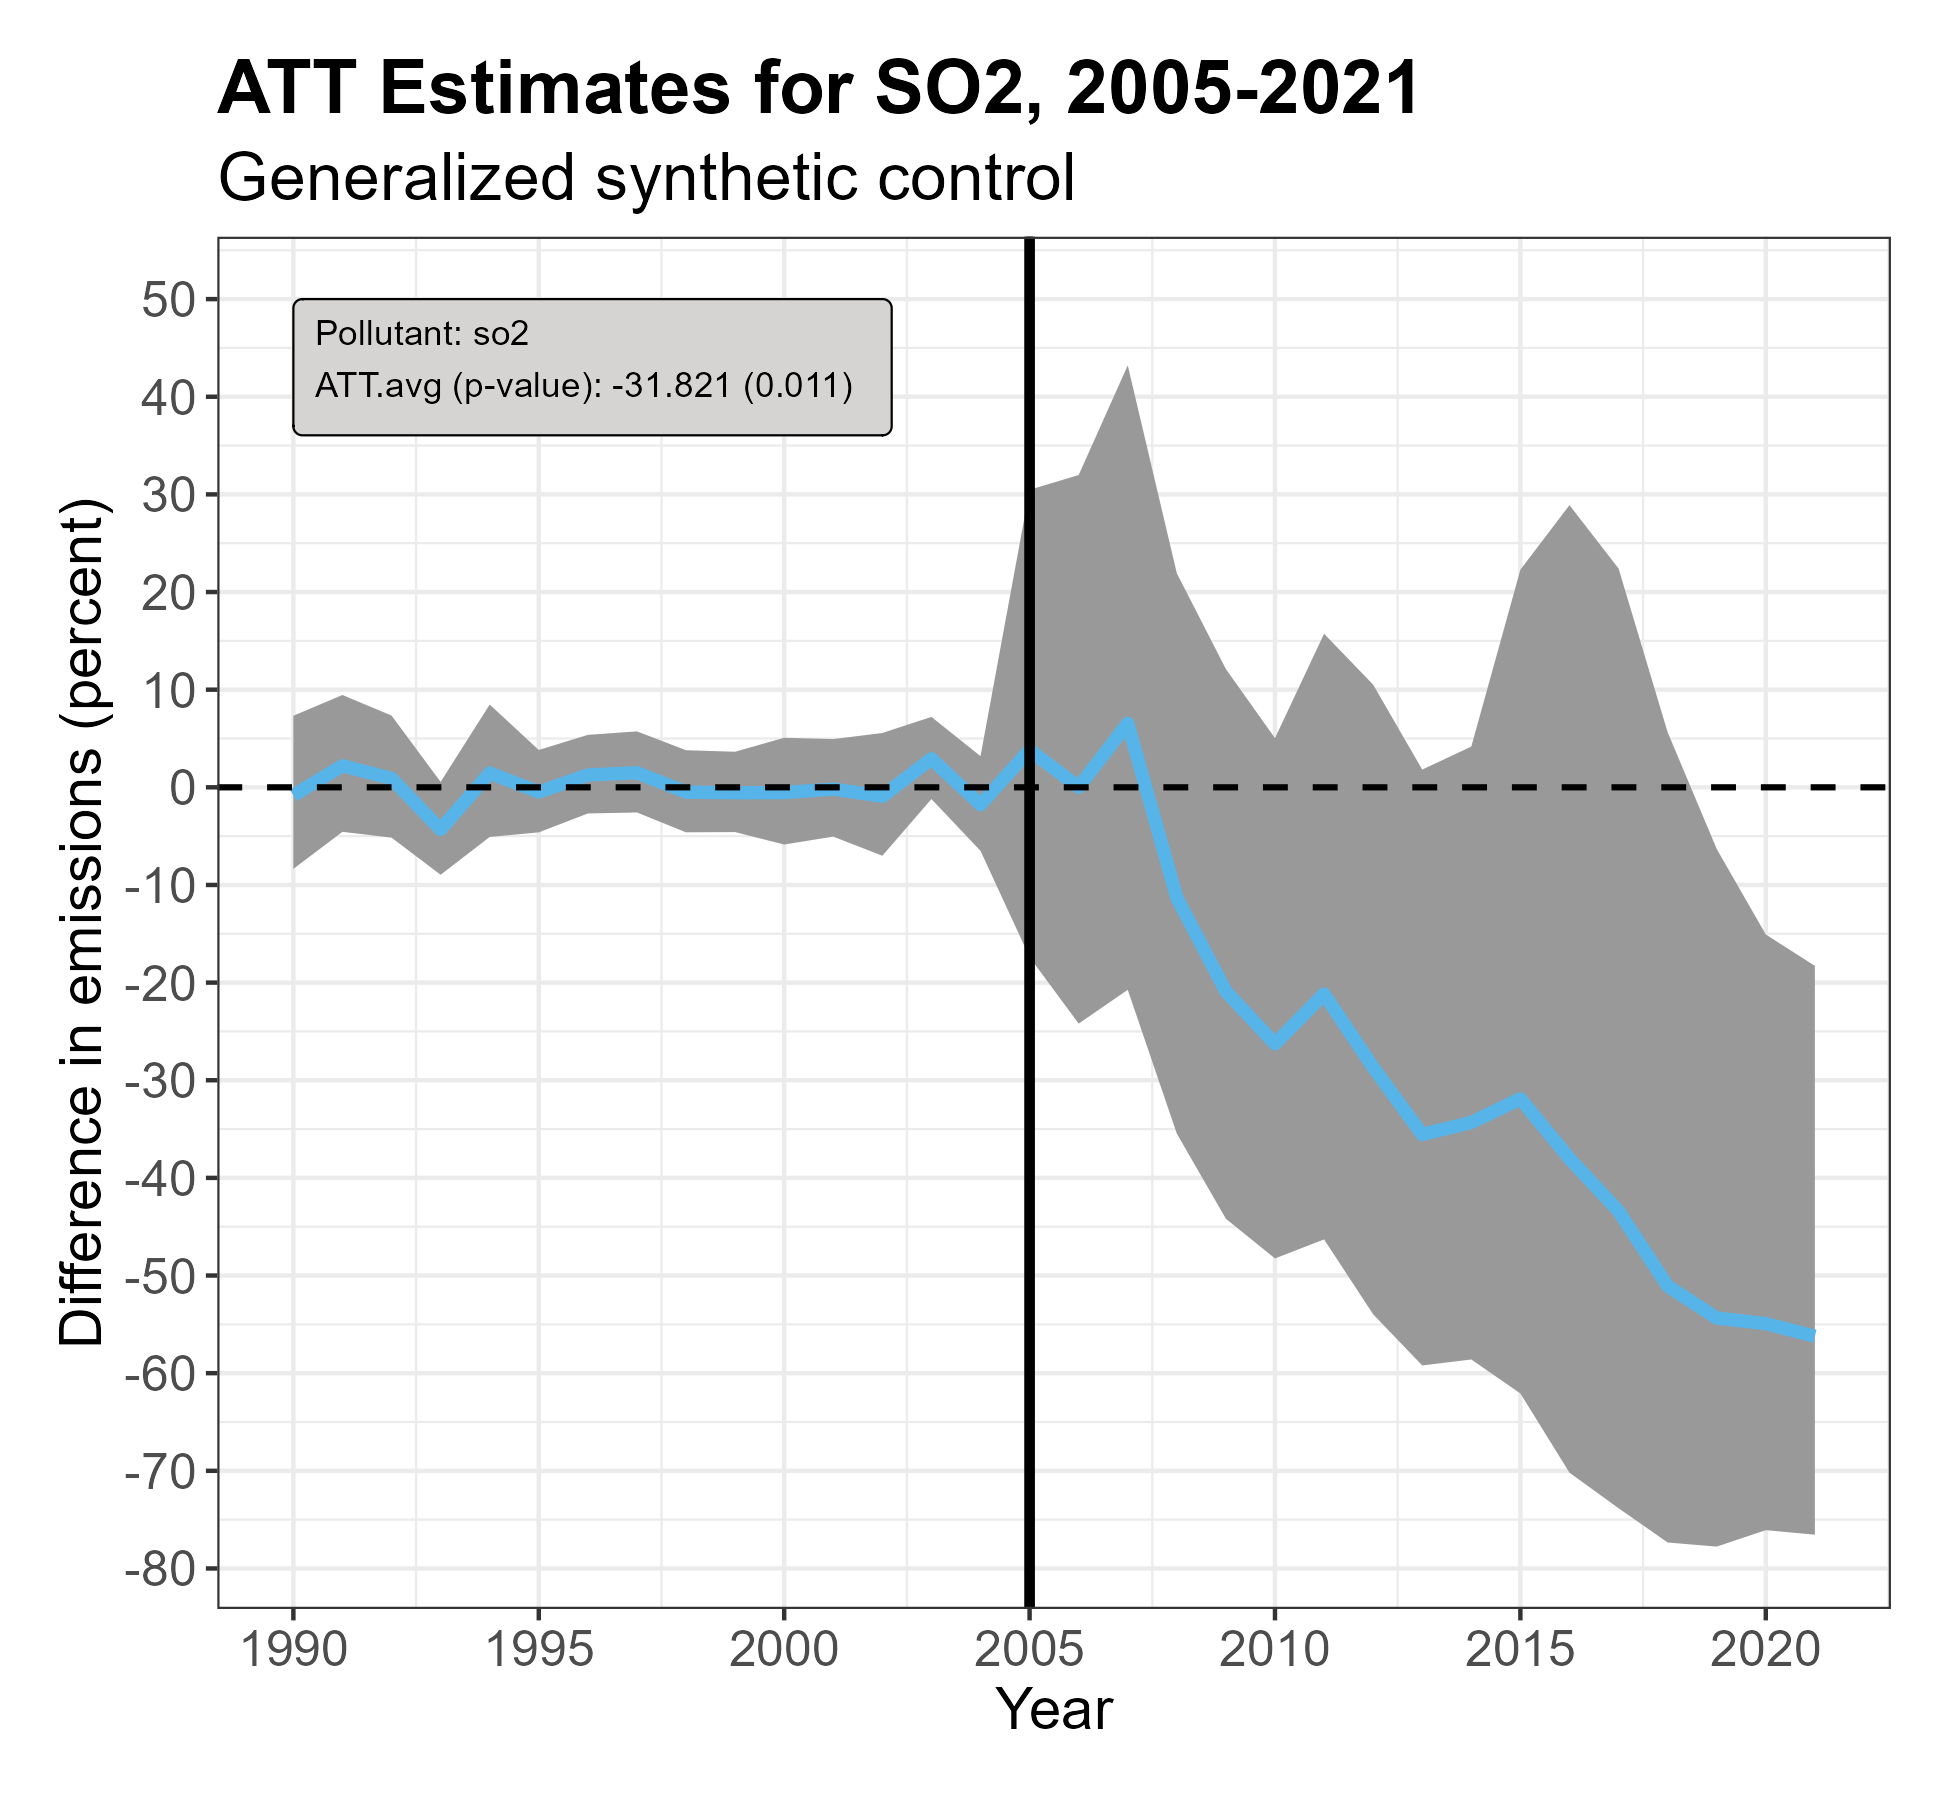 ATT Estimates for SO2, 2005-2021
Generalized synthetic control
Pollutant: so2
ATT.avg (p-value): -31.821 (0.011)
Difference in emissions (percent)
50
40
30
20
10
0
-10
-20
-30
-40
-50
-60
-70
-80
1990 1995 2000 2005 2010 2015 2020
Year